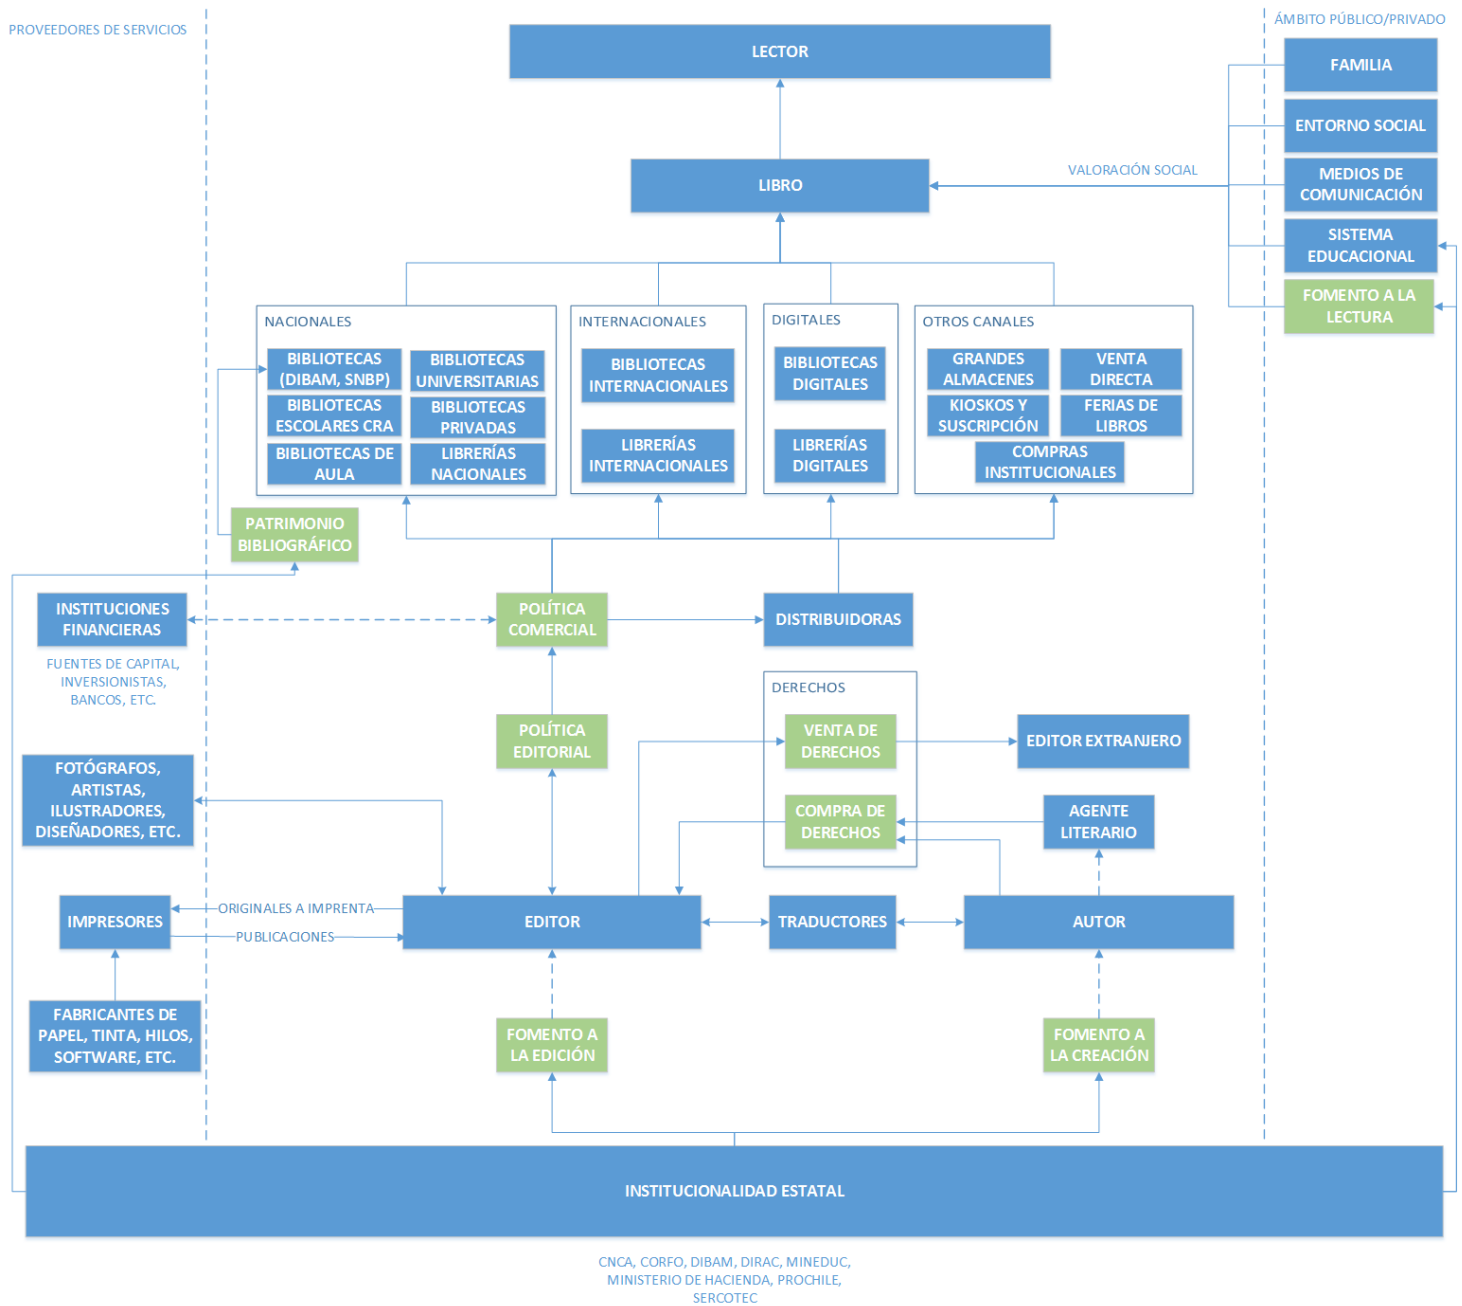 PROVEEDORES DE SERVICIOS
ÁMBITO PÚBLICO/PRIVADO
LECTOR
FAMILIA
ENTORNO SOCIAL
LIBRO
VALORACIÓN SOCIAL
MEDIOS DE
COMUNICACIÓN
SISTEMA
EDUCACIONAL
FOMENTO A LA
LECTURA
NACIONALES
BIBLIOTECAS
(DIBAM, SNBP)
BIBLIOTECAS
UNIVERSITARIAS
BIBLIOTECAS
ESCOLARES CRA
BIBLIOTECAS
PRIVADAS
BIBLIOTECAS DE
AULA
LIBRERÍAS
NACIONALES
INTERNACIONALES
BIBLIOTECAS
INTERNACIONALES
LIBRERÍAS
INTERNACIONALES
DIGITALES
BIBLIOTECAS
DIGITALES
LIBRERÍAS
DIGITALES
OTROS CANALES
GRANDES
ALMACENES
VENTA
DIRECTA
KIOSKOS Y
SUSCRIPCIÓN
FERIAS DE
LIBROS
COMPRAS
INSTITUCIONALES
PATRIMONIO
BIBLIOGRÁFICO
INSTITUCIONES
FINANCIERAS
FUENTES DE CAPITAL,
INVERSIONISTAS,
BANCOS, ETC.
POLÍTICA
COMERCIAL
DISTRIBUIDORAS
DERECHOS
POLÍTICA
EDITORIAL
VENTA DE
DERECHOS
EDITOR EXTRANJERO
FOTÓGRAFOS,
ARTISTAS,
ILUSTRADORES,
DISEÑADORES, ETC.
COMPRA DE
DERECHOS
AGENTE
LITERARIO
IMPRESORES
ORIGINALES A IMPRENTA
PUBLICACIONES
EDITOR
TRADUCTORES
AUTOR
FABRICANTES DE
PAPEL, TINTA, HILOS,
SOFTWARE, ETC.
FOMENTO A
LA EDICIÓN
FOMENTO A
LA CREACIÓN
INSTITUCIONALIDAD ESTATAL
CNCA, CORFO, DIBAM, DIRAC, MINEDUC,
MINISTERIO DE HACIENDA, PROCHILE,
SERCOTEC